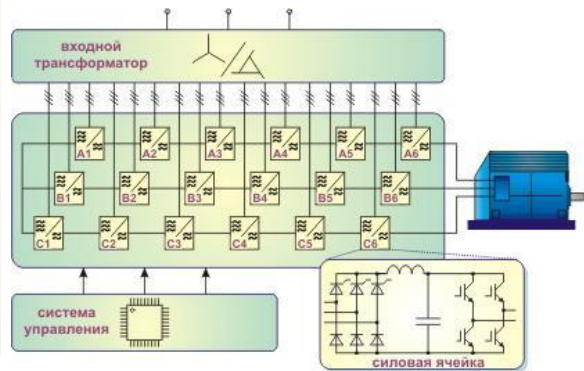 входной
трансформатор
A1 A2 A3 A4 A5 A6
B1 B2 B3 B4 B5 B6
C1 C2 C3 C4 C5 C6
система
управления
силовая ячейка